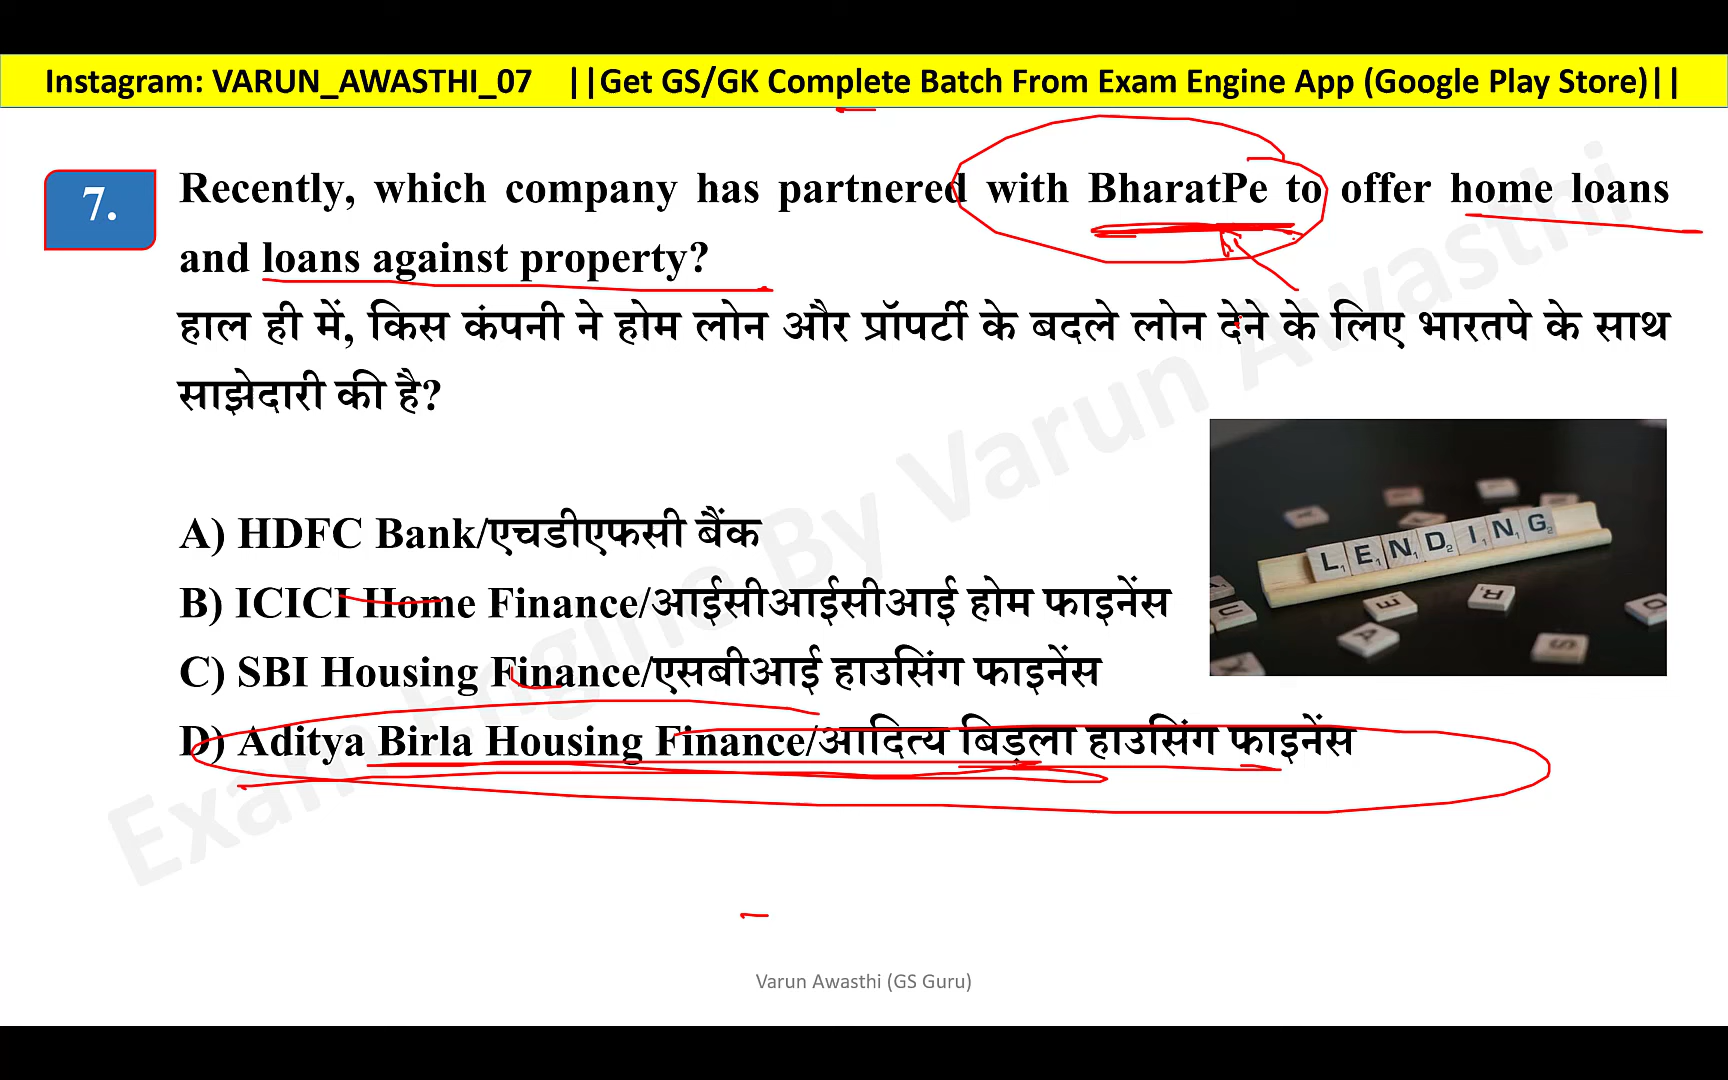 Instagram: VARUN_AWASTHI_07 ||Get GS/GK Complete Batch From Exam Engine App (Google Play Store)||
7.
Recently, which company has partnered with BharatPe to offer home loans
and loans against property?
हाल ही में, किस कंपनी ने होम लोन और प्रॉपर्टी के बदले लोन देने के लिए भारतपे के साथ
साझेदारी की है?
A) HDFC Bank/एचडीएफसी बैंक
B) ICICI Home Finance/आईसीआईसीआई होम फाइनेंस
C) SBI Housing Finance/एसबीआई हाउसिंग फाइनेंस
D) Aditya Birla Housing Finance/आदित्य बिड़ला हाउसिंग फाइनेंस
LENDING
Exam Engine By Varun Awasthi
Varun Awasthi (GS Guru)